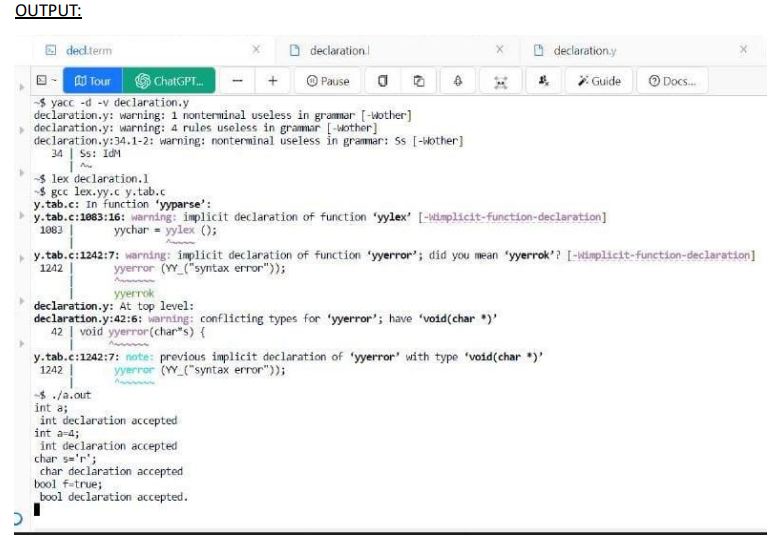 OUTPUT:
decl.term × declaration.l × declaration.y ×
Tour ChatGPT... − + Pause Guide Docs...
~$ yacc -d -v declaration.y
declaration.y: warning: 1 nonterminal useless in grammar [-Wother]
declaration.y: warning: 4 rules useless in grammar [-Wother]
declaration.y:34.1-2: warning: nonterminal useless in grammar: Ss [-Wother]
34 | Ss: IdM
| ^~
~$ lex declaration.l
~$ gcc lex.yy.c y.tab.c
y.tab.c: In function ‘yyparse’:
y.tab.c:1083:16: warning: implicit declaration of function ‘yylex’ [-Wimplicit-function-declaration]
1083 | yychar = yylex ();
| ^~~~~
y.tab.c:1242:7: warning: implicit declaration of function ‘yyerror’; did you mean ‘yyerrok’? [-Wimplicit-function-declaration]
1242 | yyerror (YY_("syntax error"));
| ^~~~~~~
| yyerrok
declaration.y: At top level:
declaration.y:42:6: warning: conflicting types for ‘yyerror’; have ‘void(char *)’
42 | void yyerror(char*s) {
| ^~~~~~~
y.tab.c:1242:7: note: previous implicit declaration of ‘yyerror’ with type ‘void(char *)’
1242 | yyerror (YY_("syntax error"));
| ^~~~~~~
~$ ./a.out
int a;
int declaration accepted
int a=4;
int declaration accepted
char s='r';
char declaration accepted
bool f=true;
bool declaration accepted.